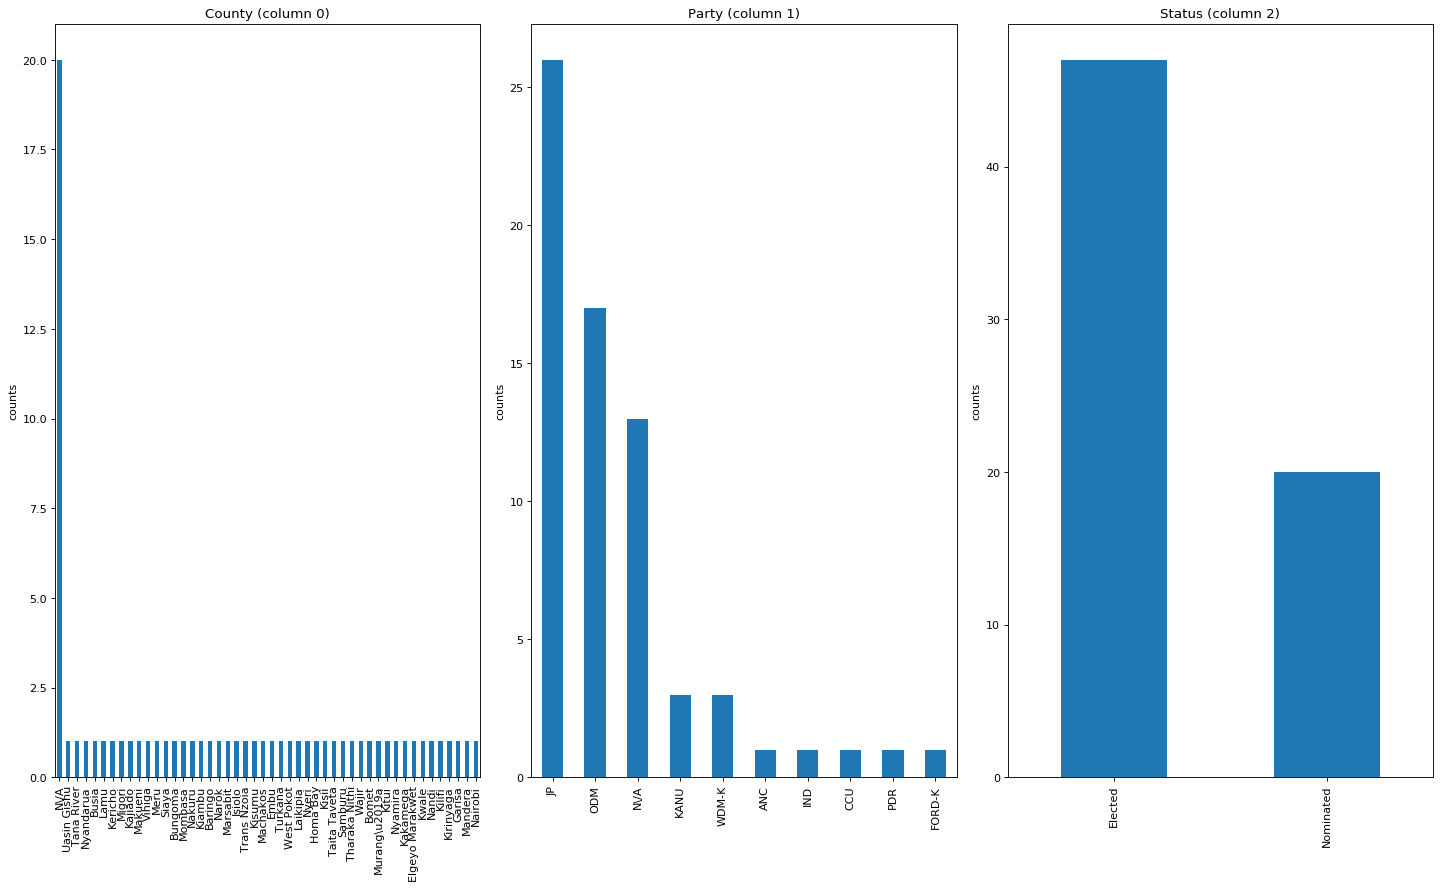 County (column 0)
counts
20.0
17.5
15.0
12.5
10.0
7.5
5.0
2.5
0.0
NVA
Uasin Gishu
Tana River
Nyandarua
Busia
Lamu
Kericho
Migori
Kajiado
Makueni
Vihiga
Meru
Siaya
Bungoma
Mombasa
Nakuru
Kiambu
Baringo
Narok
Marsabit
Isiolo
Trans Nzoia
Kisumu
Machakos
Embu
Turkana
West Pokot
Laikipia
Nyeri
Homa Bay
Kisii
Taita Taveta
Samburu
Tharaka Nithi
Wajir
Bomet
Murang\u2019a
Kitui
Nyamira
Kakamega
Elgeyo Marakwet
Kwale
Nandi
Kilifi
Kirinyaga
Garisa
Mandera
Nairobi
Party (column 1)
counts
25
20
15
10
5
0
JP
ODM
NVA
KANU
WDM-K
ANC
IND
CCU
PDR
FORD-K
Status (column 2)
counts
40
30
20
10
0
Elected
Nominated